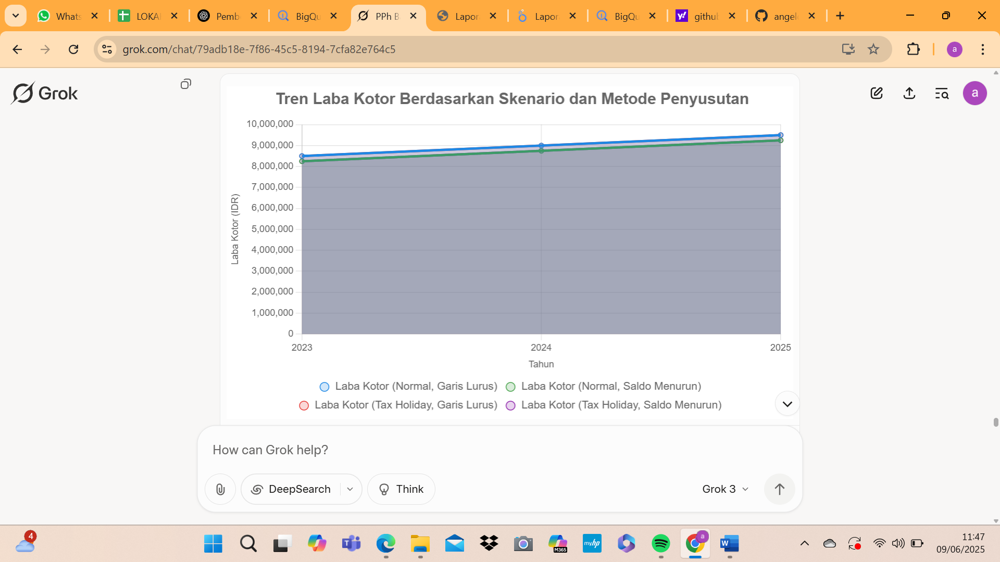 Whats
LOKAI
Pemb
BigQu
PPh B
Lapor
Lapor
BigQu
githu
angel
grok.com/chat/79adb18e-7f86-45c5-8194-7cfa82e764c5
a
Grok
a
Tren Laba Kotor Berdasarkan Skenario dan Metode Penyusutan
Laba Kotor (IDR)
10,000,000
9,000,000
8,000,000
7,000,000
6,000,000
5,000,000
4,000,000
3,000,000
2,000,000
1,000,000
0
2023 2024 2025
Tahun
Laba Kotor (Normal, Garis Lurus) Laba Kotor (Normal, Saldo Menurun)
Laba Kotor (Tax Holiday, Garis Lurus) Laba Kotor (Tax Holiday, Saldo Menurun)
How can Grok help?
DeepSearch Think Grok 3
4
T
M365
myhp
a
W
11:47
09/06/2025